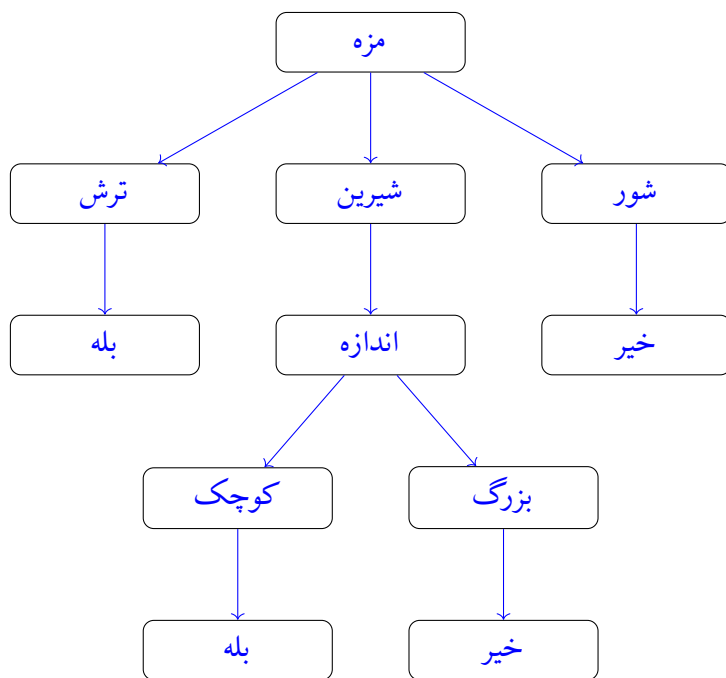 مزه
شور
شیرین
ترش
خیر
اندازه
بله
بزرگ
کوچک
خیر
بله